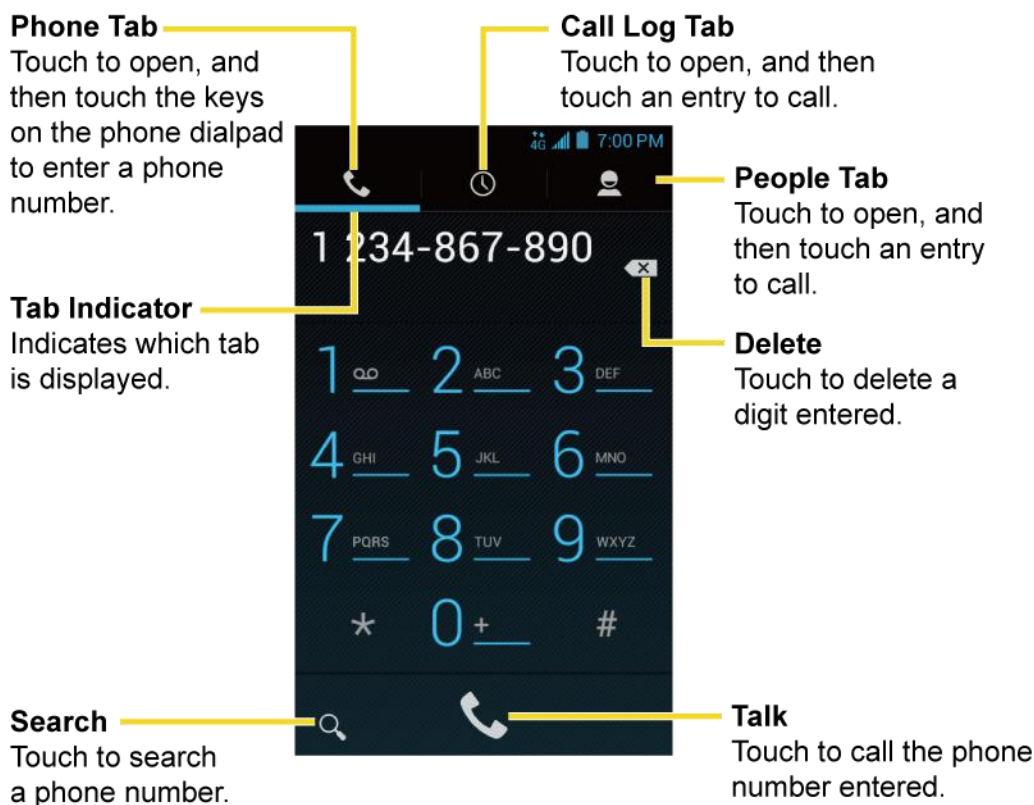 Phone Tab
Touch to open, and
then touch the keys
on the phone dialpad
to enter a phone
number.
Call Log Tab
Touch to open, and then
touch an entry to call.
4G 7:00 PM
People Tab
Touch to open, and
then touch an entry
to call.
1 234-867-890
Tab Indicator
Indicates which tab
is displayed.
Delete
Touch to delete a
digit entered.
1 2 ABC 3 DEF
4 GHI 5 JKL 6 MNO
7 PQRS 8 TUV 9 WXYZ
* 0 + #
Search
Touch to search
a phone number.
Talk
Touch to call the phone
number entered.